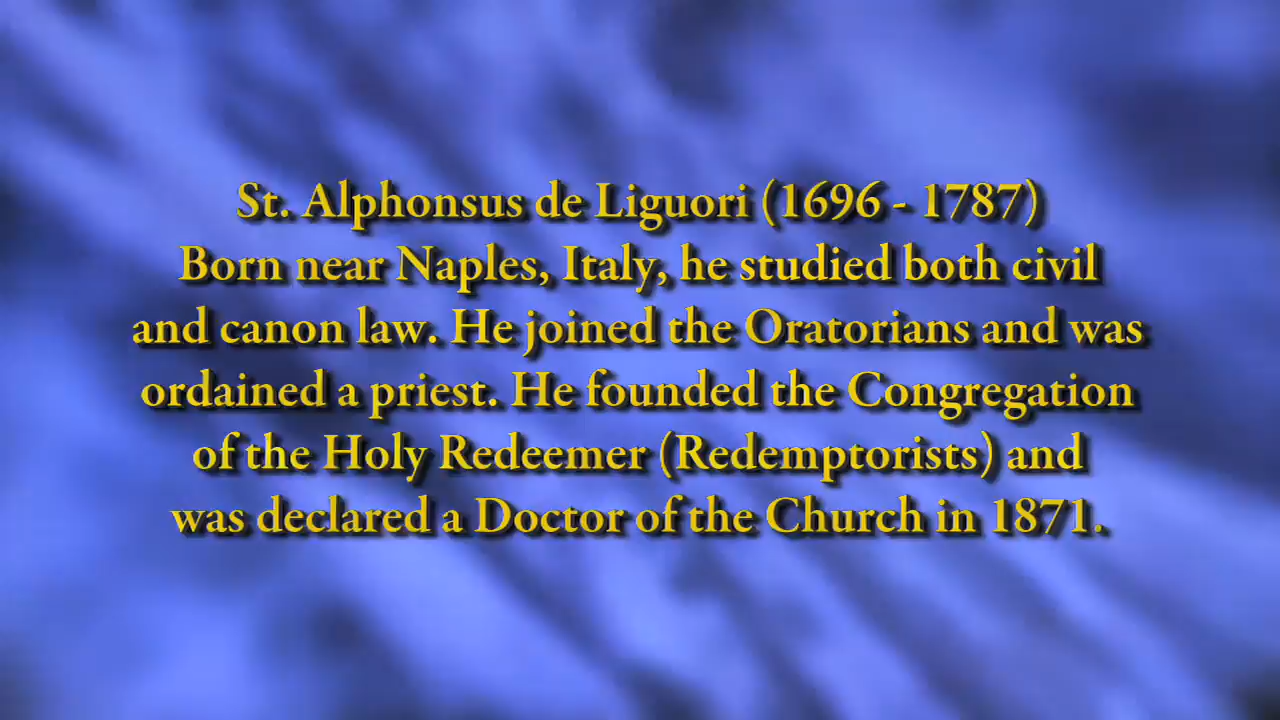 St. Alphonsus de Liguori (1696 - 1787)
Born near Naples, Italy, he studied both civil
and canon law. He joined the Oratorians and was
ordained a priest. He founded the Congregation
of the Holy Redeemer (Redemptorists) and
was declared a Doctor of the Church in 1871.